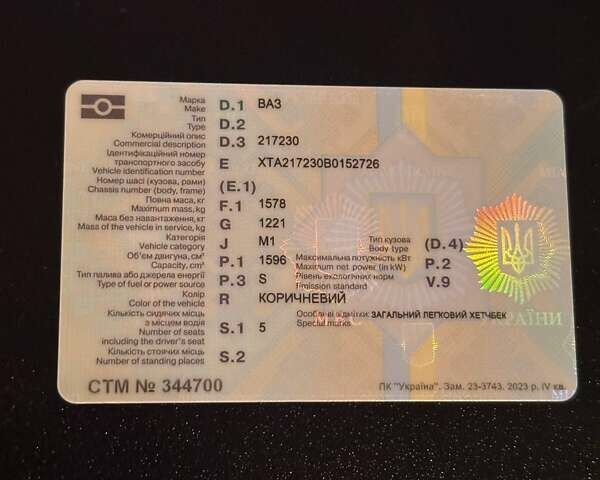 Марка
Make D.1 ВАЗ
Тип
Type D.2
Комерційний опис
Commercial description D.3 217230
Ідентифікаційний номер
транспортного засобу
Vehicle identification number E XTA217230B0152726
Номер шасі (кузова, рами)
Chassis number (body, frame) (E.1)
Повна маса, кг
Maximum mass, kg F.1 1578
Маса без навантаження, кг
Mass of the vehicle in service, kg G 1221
Категорія
Vehicle category J M1
Тип кузова
Body type (D.4)
Об'єм двигуна, см³
Capacity, cm³ P.1 1596
Максимальна потужність кВт
Maximum net power (in kW) P.2
Тип палива або джерела енергії
Type of fuel or power source P.3 S
Рівень екологічних норм
Emission standard V.9
Колір
Color of the vehicle R КОРИЧНЕВИЙ
Кількість сидячих місць
з місцем водія
Number of seats
including the driver's seat S.1 5
Особливі відмітки ЗАГАЛЬНИЙ ЛЕГКОВИЙ ХЕТЧБЕК
Special marks
Кількість стоячих місць
Number of standing places S.2
СТМ № 344700
ПК "Україна". Зам. 23-3743. 2023 р. IV кв.